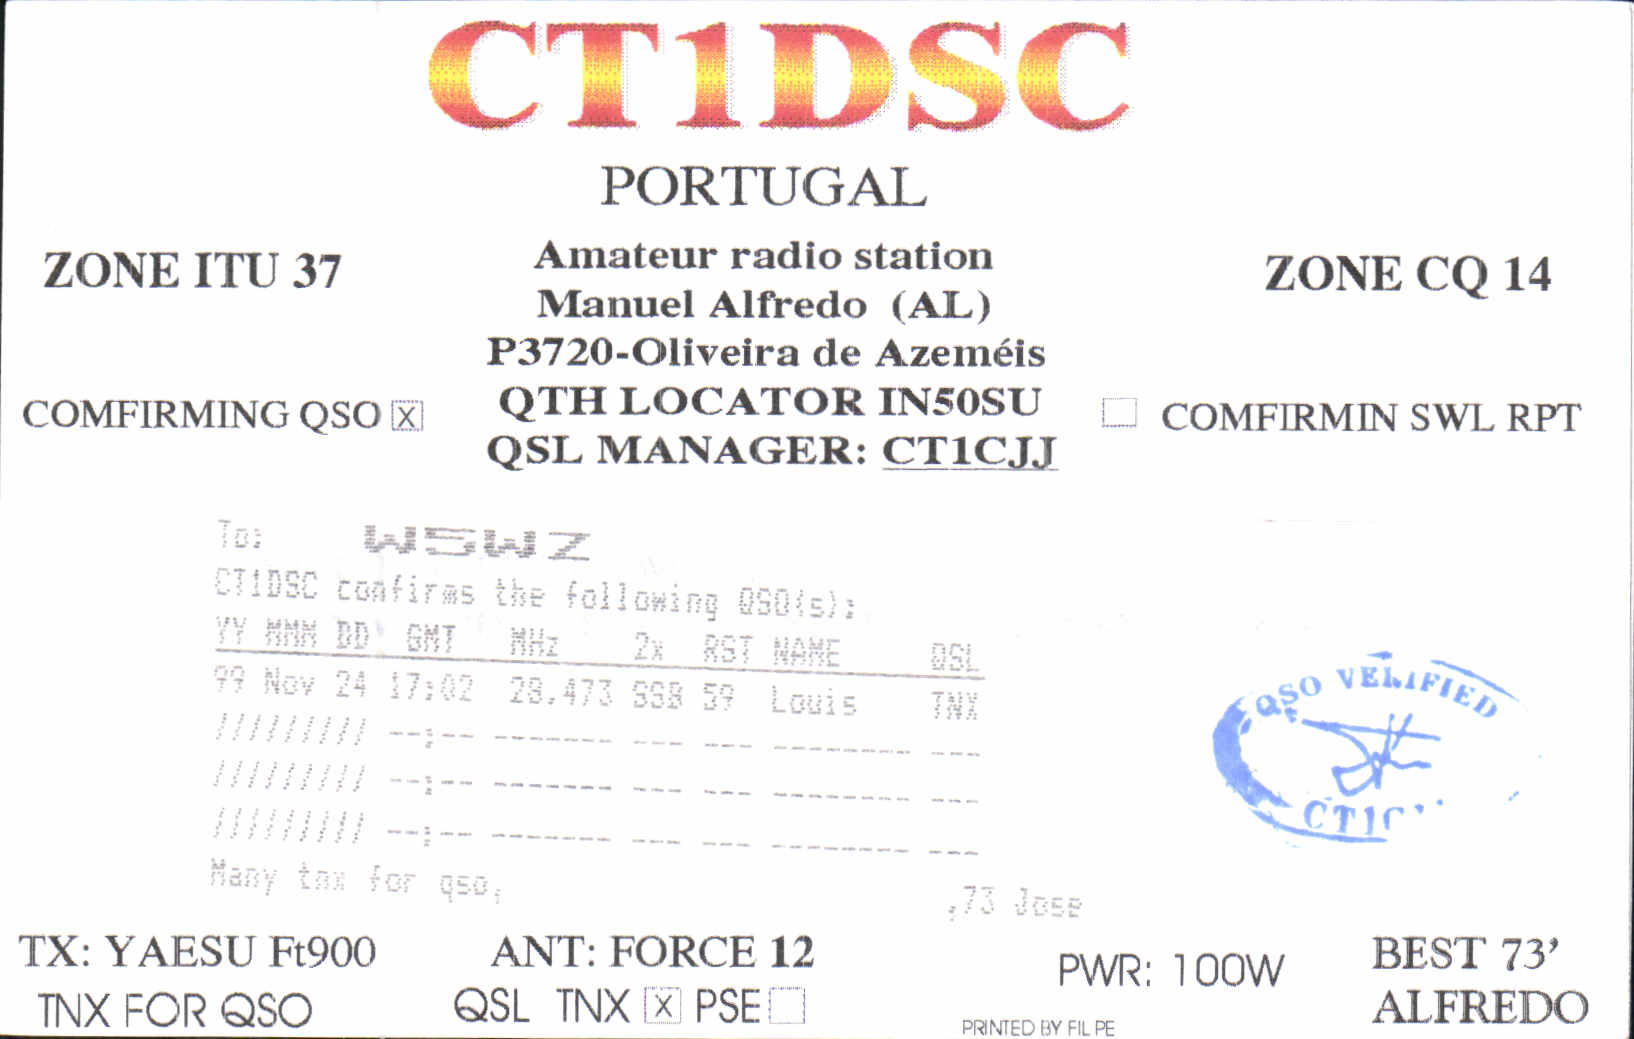 CT1DSC
PORTUGAL
ZONE ITU 37
Amateur radio station
Manuel Alfredo (AL)
P3720-Oliveira de Azeméis
QTH LOCATOR IN50SU
QSL MANAGER: CT1CJJ
ZONE CQ 14
COMFIRMING QSO [X]
COMFIRMIN SWL RPT
To: W5WZ
CT1DSC confirms the following QSO(s):
YY MMM DD GMT MHz 2x RST NAME QSL
99 Nov 24 17:02 28.473 SSB 59 Louis TNX
///////// --:-- ------- --- --- -------- ---
///////// --:-- ------- --- --- -------- ---
///////// --:-- ------- --- --- -------- ---
Many tnx for qso,
,73 Jose
QSO VERIFIED
TX: YAESU Ft900
ANT: FORCE 12
PWR: 100W
BEST 73'
TNX FOR QSO
QSL TNX [X] PSE
PRINTED BY FIL PE
ALFREDO